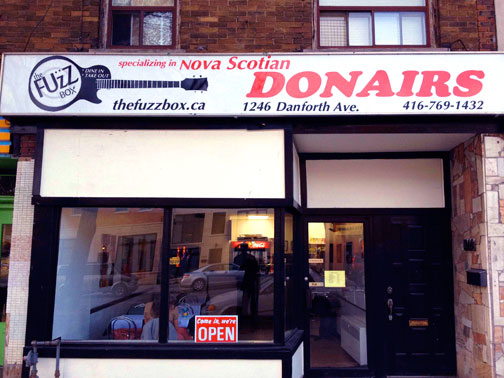 the
FUZZ
BOX
DINE IN
TAKE OUT
specializing in Nova Scotian
DONAIRS
thefuzzbox.ca
1246 Danforth Ave.
416-769-1432
Come in, we're
OPEN